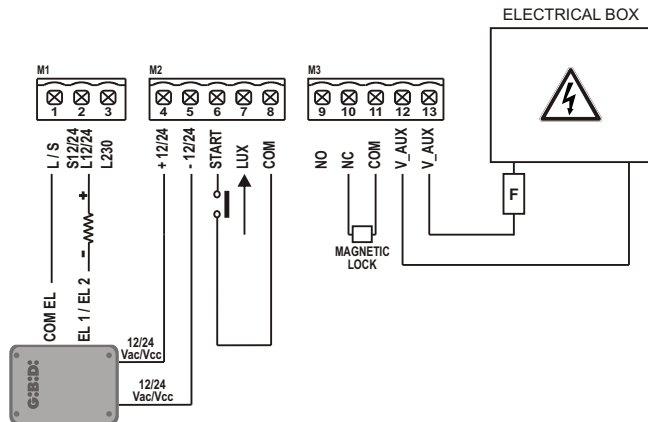 ELECTRICAL BOX
M1
M2
M3
1 2 3
4 5 6 7 8
9 10 11 12 13
L / S
S12/24
L12/24
L230
+12/24
- 12/24
START
LUX
COM
NO
NC
COM
V_AUX
V_AUX
+
-
F
MAGNETIC
LOCK
COM EL
EL 1 / EL 2
12/24
Vac/Vcc
12/24
Vac/Vcc
GiBiDi